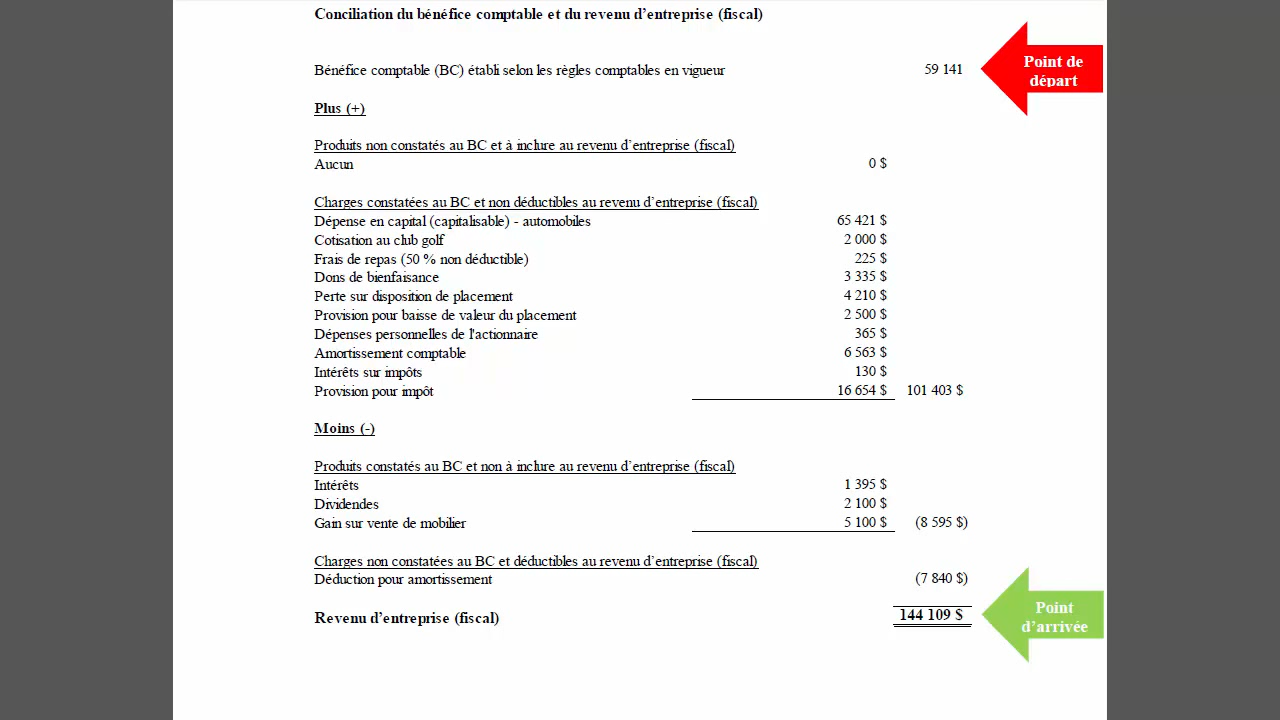 Conciliation du bénéfice comptable et du revenu d'entreprise (fiscal)
Bénéfice comptable (BC) établi selon les règles comptables en vigueur 59 141
Point de
départ
Plus (+)
Produits non constatés au BC et à inclure au revenu d'entreprise (fiscal)
Aucun 0 $
Charges constatées au BC et non déductibles au revenu d'entreprise (fiscal)
Dépense en capital (capitalisable) - automobiles 65 421 $
Cotisation au club golf 2 000 $
Frais de repas (50 % non déductible) 225 $
Dons de bienfaisance 3 335 $
Perte sur disposition de placement 4 210 $
Provision pour baisse de valeur du placement 2 500 $
Dépenses personnelles de l'actionnaire 365 $
Amortissement comptable 6 563 $
Intérêts sur impôts 130 $
Provision pour impôt 16 654 $ 101 403 $
Moins (-)
Produits constatés au BC et non à inclure au revenu d'entreprise (fiscal)
Intérêts 1 395 $
Dividendes 2 100 $
Gain sur vente de mobilier 5 100 $ (8 595 $)
Charges non constatées au BC et déductibles au revenu d'entreprise (fiscal)
Déduction pour amortissement (7 840 $)
Revenu d'entreprise (fiscal) 144 109 $
Point
d'arrivée